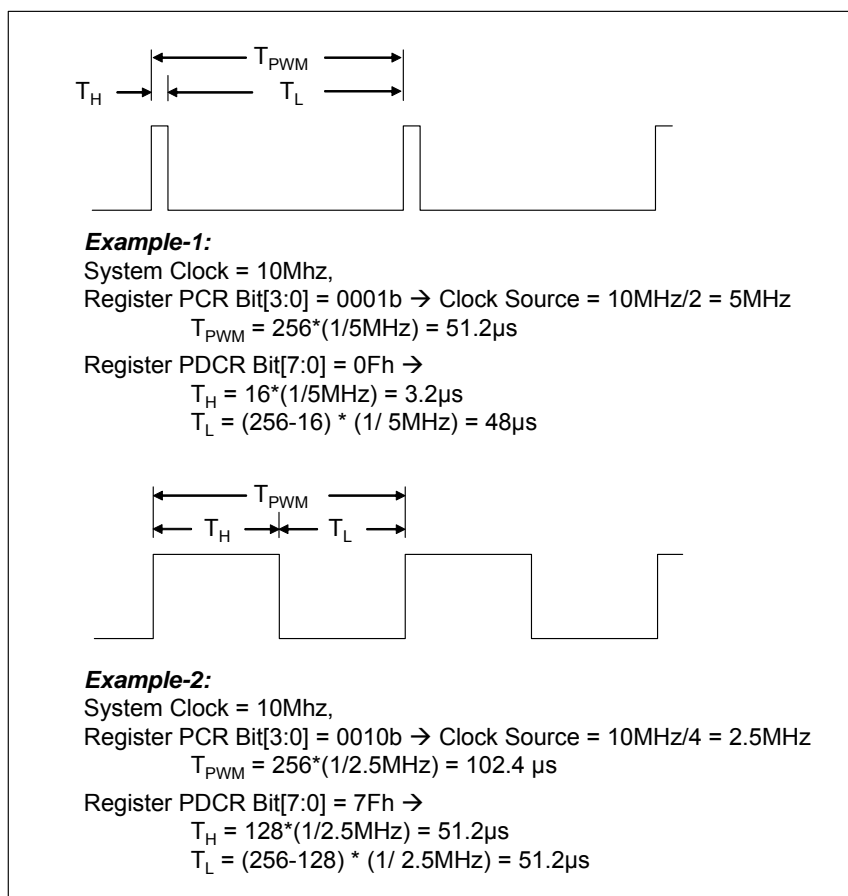 T_PWM
T_H T_L
Example-1:
System Clock = 10Mhz,
Register PCR Bit[3:0] = 0001b → Clock Source = 10MHz/2 = 5MHz
T_PWM = 256*(1/5MHz) = 51.2µs
Register PDCR Bit[7:0] = 0Fh →
T_H = 16*(1/5MHz) = 3.2µs
T_L = (256-16) * (1/ 5MHz) = 48µs
T_PWM
T_H T_L
Example-2:
System Clock = 10Mhz,
Register PCR Bit[3:0] = 0010b → Clock Source = 10MHz/4 = 2.5MHz
T_PWM = 256*(1/2.5MHz) = 102.4 µs
Register PDCR Bit[7:0] = 7Fh →
T_H = 128*(1/2.5MHz) = 51.2µs
T_L = (256-128) * (1/ 2.5MHz) = 51.2µs